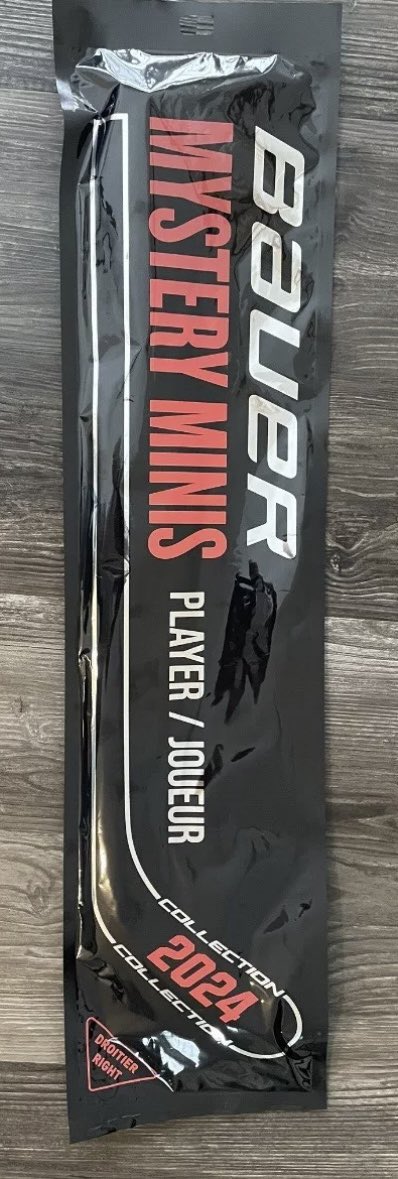 BAUER
MYSTERY MINIS
PLAYER / JOUEUR
COLLECTION
2024
COLLECTION
DROITIER
RIGHT